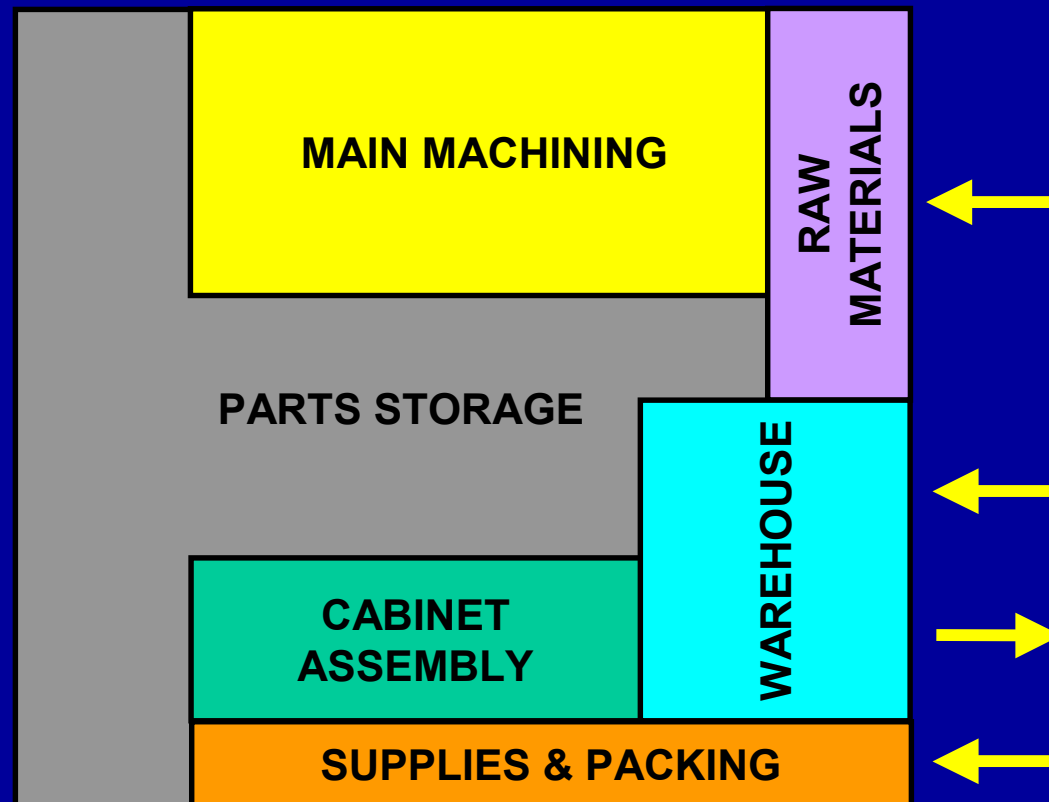 MAIN MACHINING
RAW
MATERIALS
PARTS STORAGE
WAREHOUSE
CABINET
ASSEMBLY
SUPPLIES & PACKING